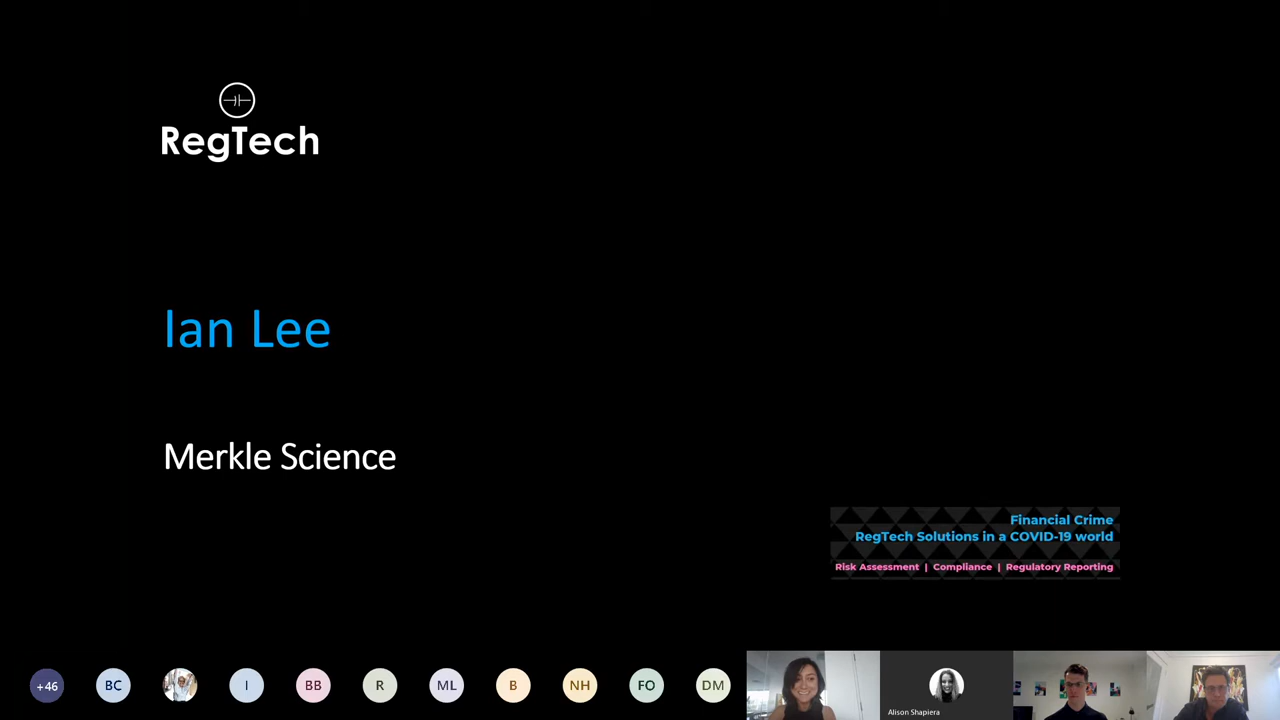 RegTech
Ian Lee
Merkle Science
Financial Crime
RegTech Solutions in a COVID-19 world
Risk Assessment | Compliance | Regulatory Reporting
+46
BC
I
BB
R
ML
B
NH
FO
DM
Alison Shapiera